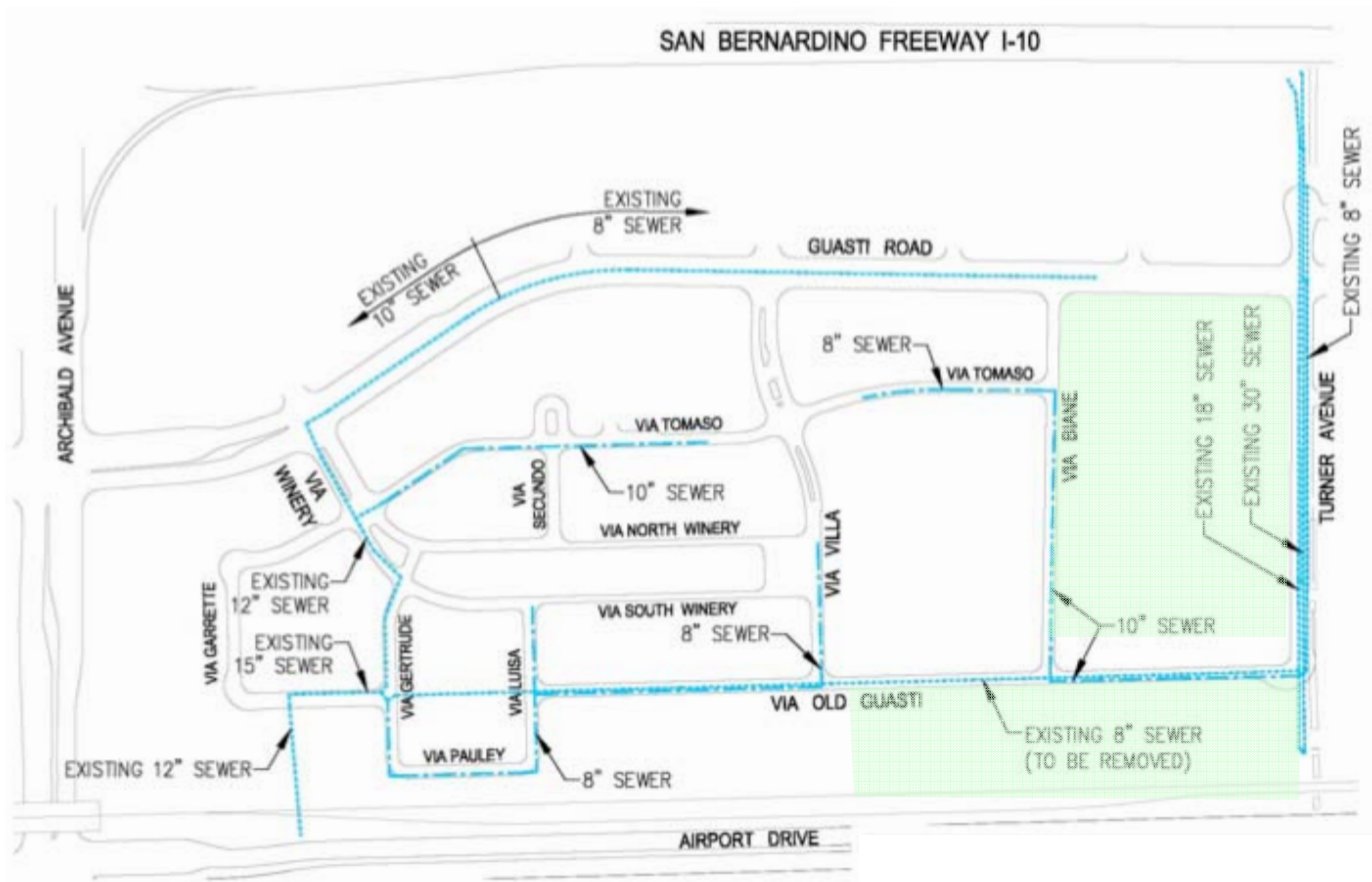 SAN BERNARDINO FREEWAY I-10
EXISTING 8" SEWER
EXISTING
8" SEWER
GUASTI ROAD
EXISTING
10" SEWER
ARCHIBALD AVENUE
8" SEWER
VIA TOMASO
VIA BIANE
EXISTING 18" SEWER
EXISTING 30" SEWER
TURNER AVENUE
VIA TOMASO
VIA
WINERY
VIA
SECUNDO
10" SEWER
VIA NORTH WINERY
VIA VILLA
EXISTING
12" SEWER
VIA GARRETTE
VIA SOUTH WINERY
8" SEWER
10" SEWER
EXISTING
15" SEWER
VIA GERTRUDE
VIA LUISA
VIA OLD GUASTI
EXISTING 8" SEWER
(TO BE REMOVED)
VIA PAULEY
EXISTING 12" SEWER
8" SEWER
AIRPORT DRIVE